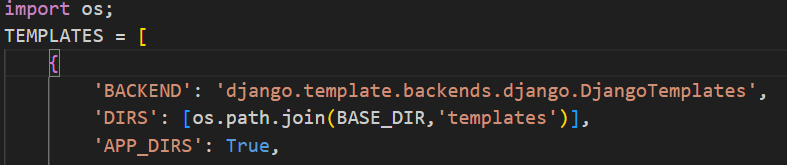 import os;
TEMPLATES = [
{
'BACKEND': 'django.template.backends.django.DjangoTemplates',
'DIRS': [os.path.join(BASE_DIR,'templates')],
'APP_DIRS': True,